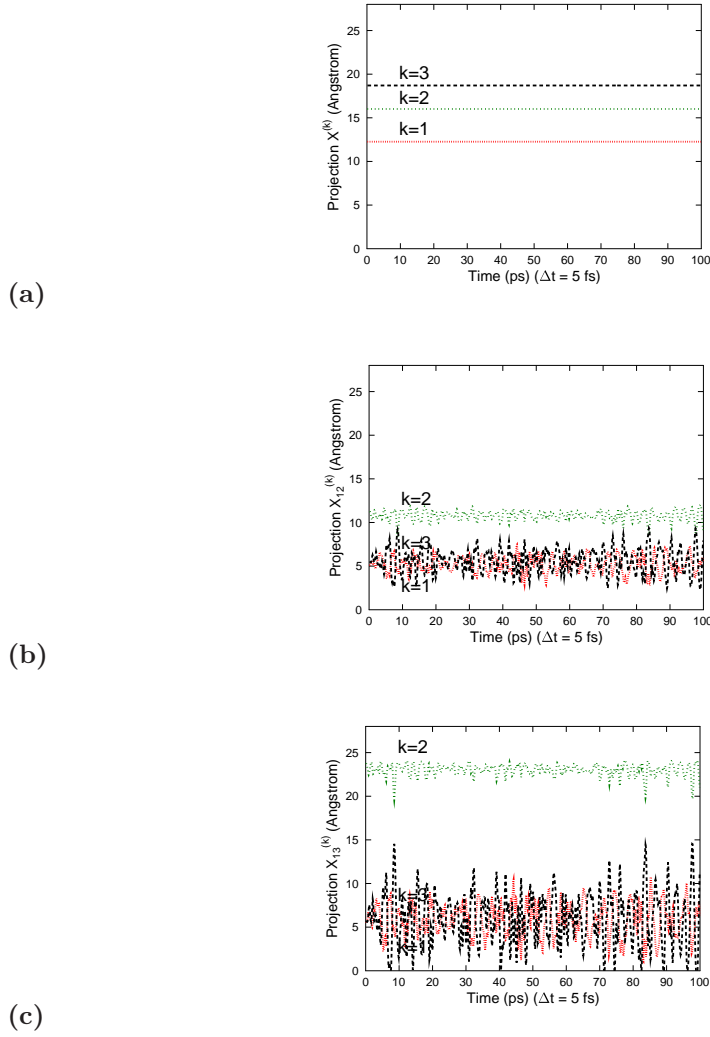 Projection X^(k) (Angstrom)
30
25
20
15
10
5
0
k=3
k=2
k=1
0 10 20 30 40 50 60 70 80 90 100
Time (ps) (Δt = 5 fs)
(a)
Projection X_12^(k) (Angstrom)
25
20
15
10
5
0
k=2
k=3
k=1
0 10 20 30 40 50 60 70 80 90 100
Time (ps) (Δt = 5 fs)
(b)
Projection X_13^(k) (Angstrom)
25
20
15
10
5
0
k=2
k=3
k=1
0 10 20 30 40 50 60 70 80 90 100
Time (ps) (Δt = 5 fs)
(c)